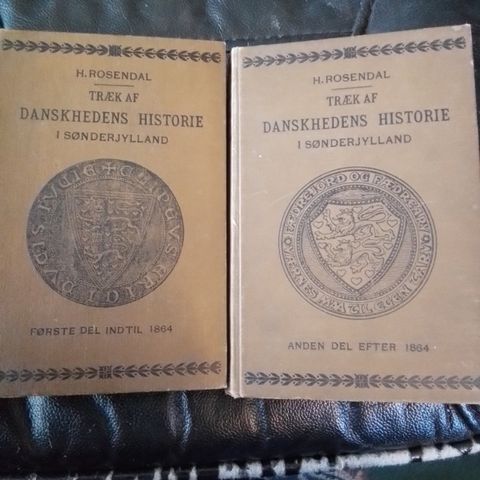 H. ROSENDAL
TRÆK AF
DANSKHEDENS HISTORIE
I SØNDERJYLLAND
FØRSTE DEL INDTIL 1864
H. ROSENDAL
TRÆK AF
DANSKHEDENS HISTORIE
I SØNDERJYLLAND
ANDEN DEL EFTER 1864